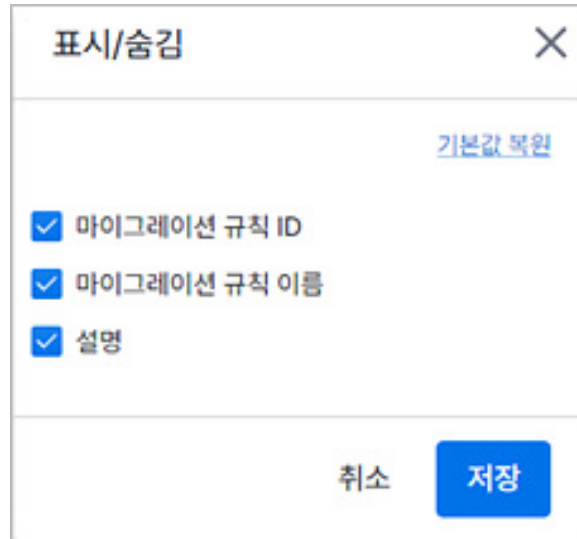 표시/숨김
기본값 복원
마이그레이션 규칙 ID
마이그레이션 규칙 이름
설명
취소 저장